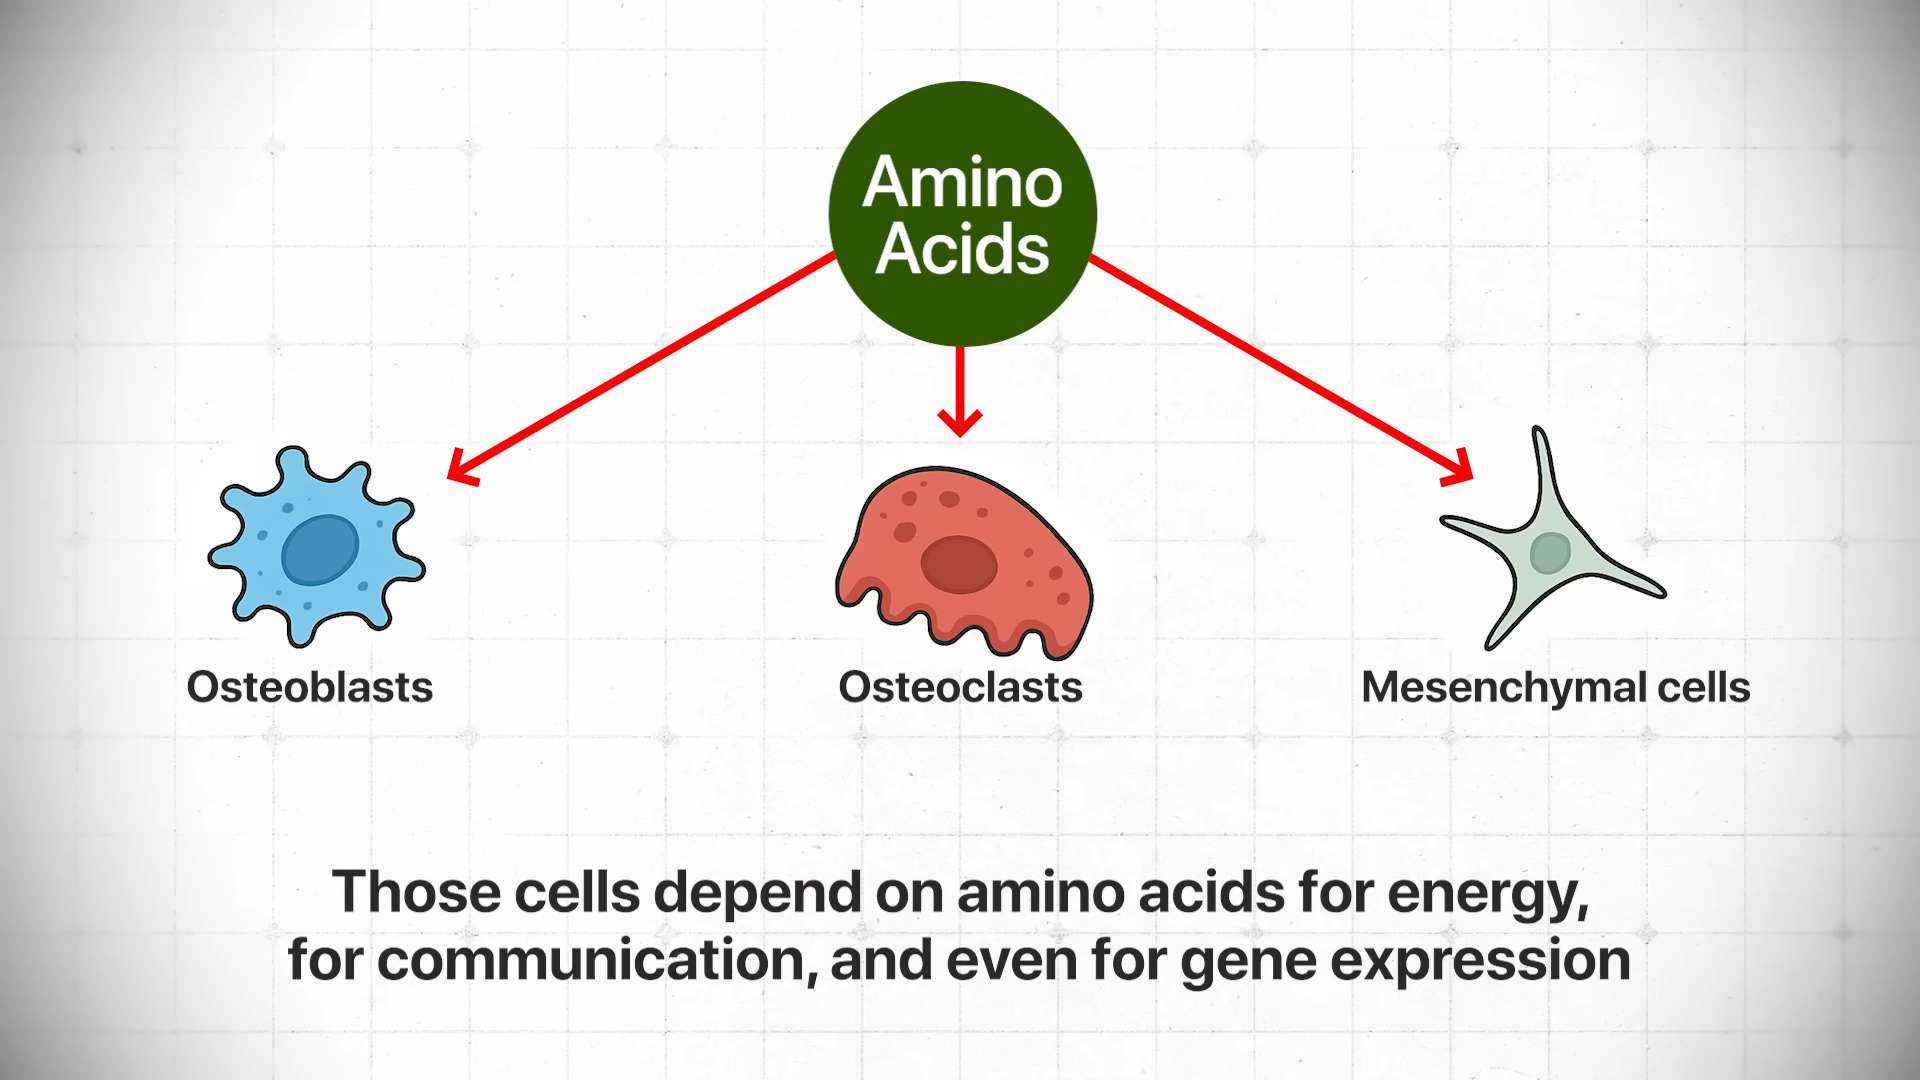 Amino
Acids
Osteoblasts
Osteoclasts
Mesenchymal cells
Those cells depend on amino acids for energy,
for communication, and even for gene expression